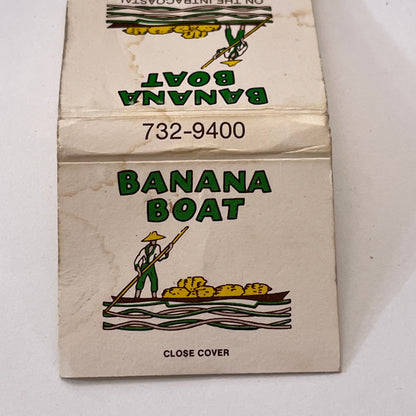 ON THE INTRACOASTAL
BANANA
BOAT
732-9400
BANANA
BOAT
CLOSE COVER